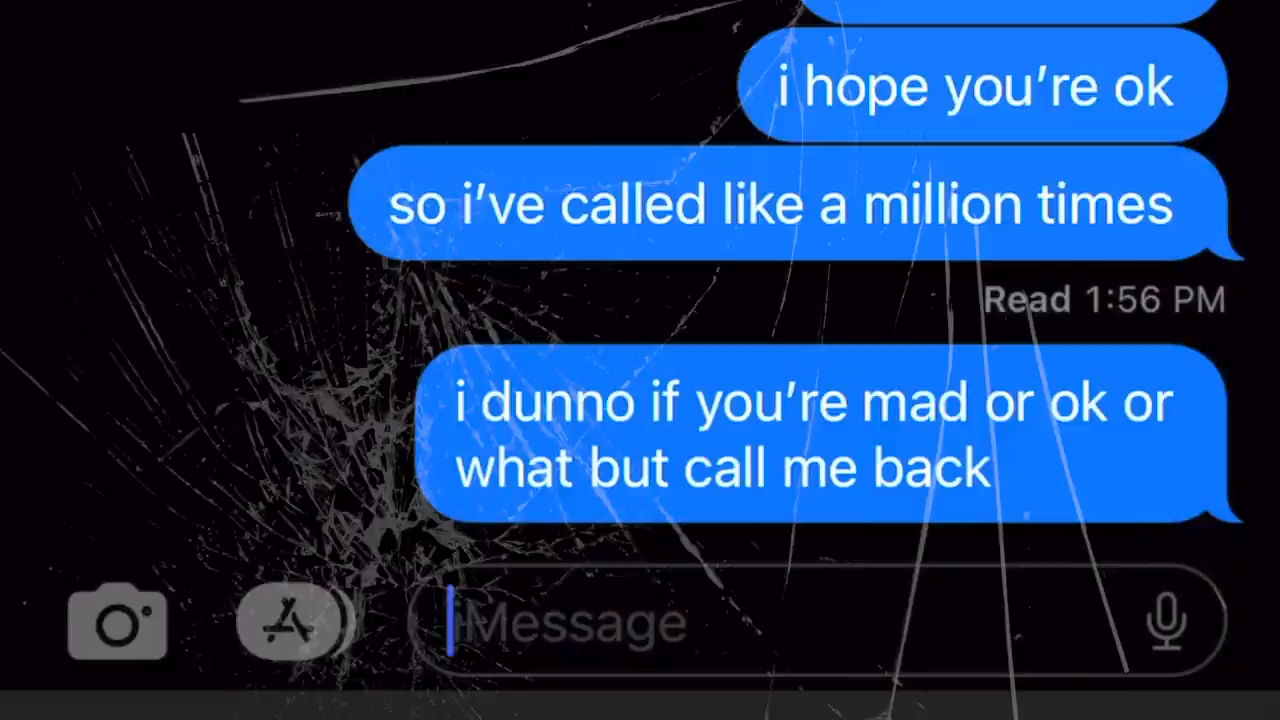 i hope you’re ok
so i’ve called like a million times
Read 1:56 PM
i dunno if you’re mad or ok or
what but call me back
Message